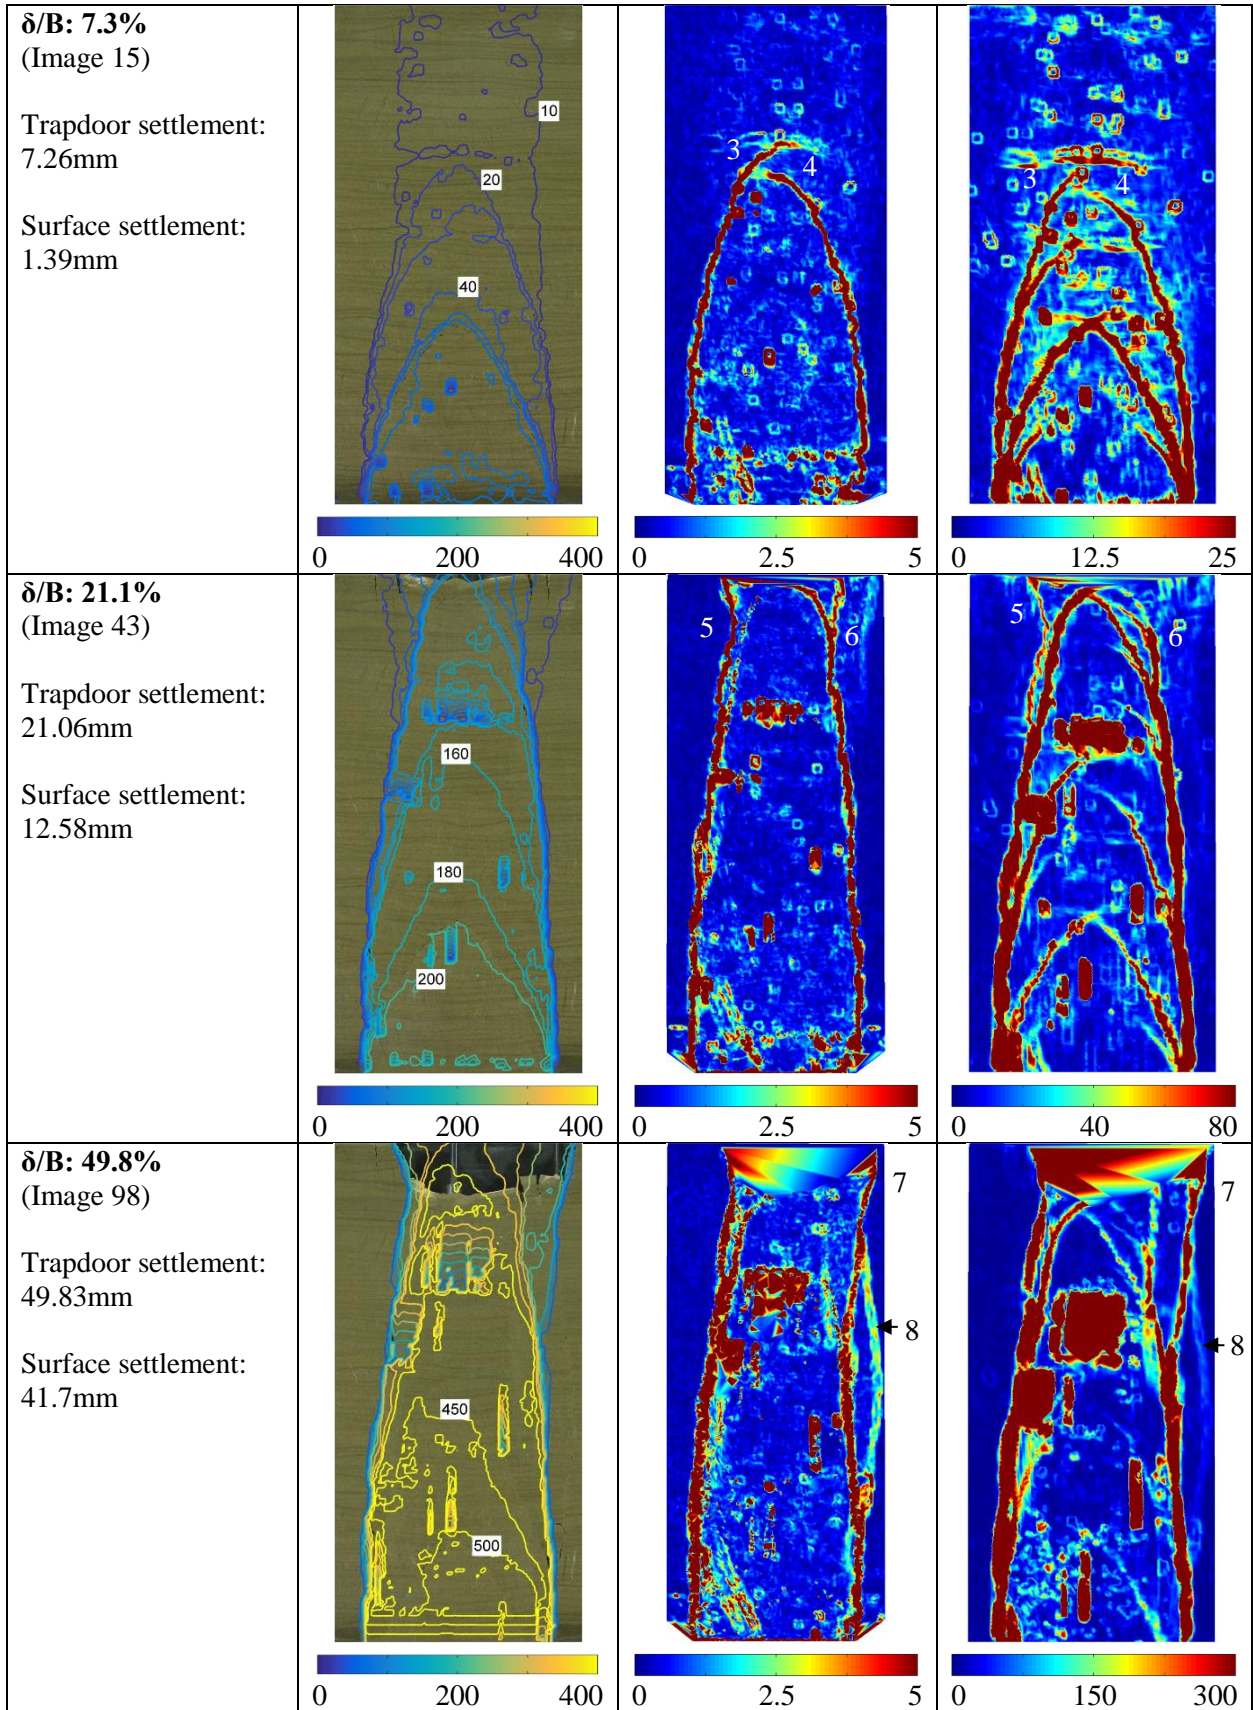 δ/B: 7.3%
(Image 15)
Trapdoor settlement:
7.26mm
Surface settlement:
1.39mm
10
20
40
0 200 400
3
4
0 2.5 5
3
4
0 12.5 25
δ/B: 21.1%
(Image 43)
Trapdoor settlement:
21.06mm
Surface settlement:
12.58mm
160
180
200
0 200 400
5
6
0 2.5 5
5
6
0 40 80
δ/B: 49.8%
(Image 98)
Trapdoor settlement:
49.83mm
Surface settlement:
41.7mm
450
500
0 200 400
7
8
0 2.5 5
7
8
0 150 300